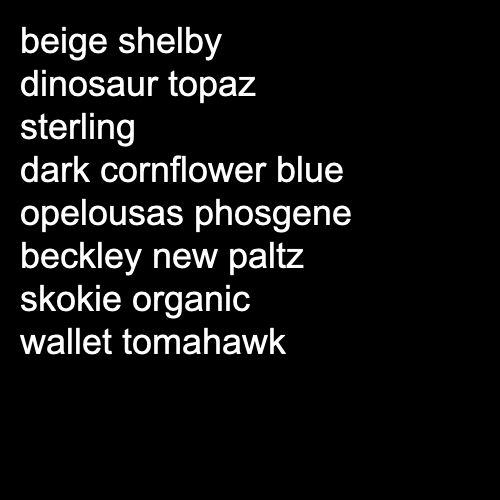 beige shelby
dinosaur topaz
sterling
dark cornflower blue
opelousas phosgene
beckley new paltz
skokie organic
wallet tomahawk